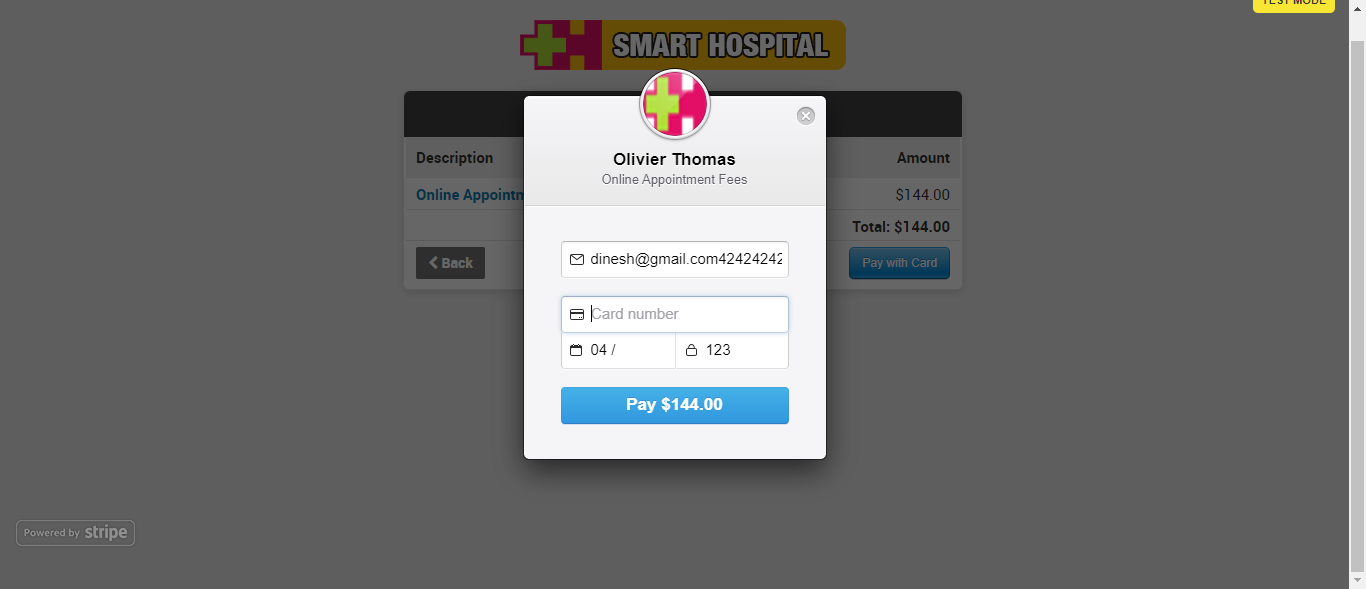 TEST MODE
SMART HOSPITAL
Olivier Thomas
Online Appointment Fees
Description
Amount
Online Appointn
$144.00
Total: $144.00
Back
Pay with Card
dinesh@gmail.com42424242
Card number
04 /
123
Pay $144.00
Powered by stripe